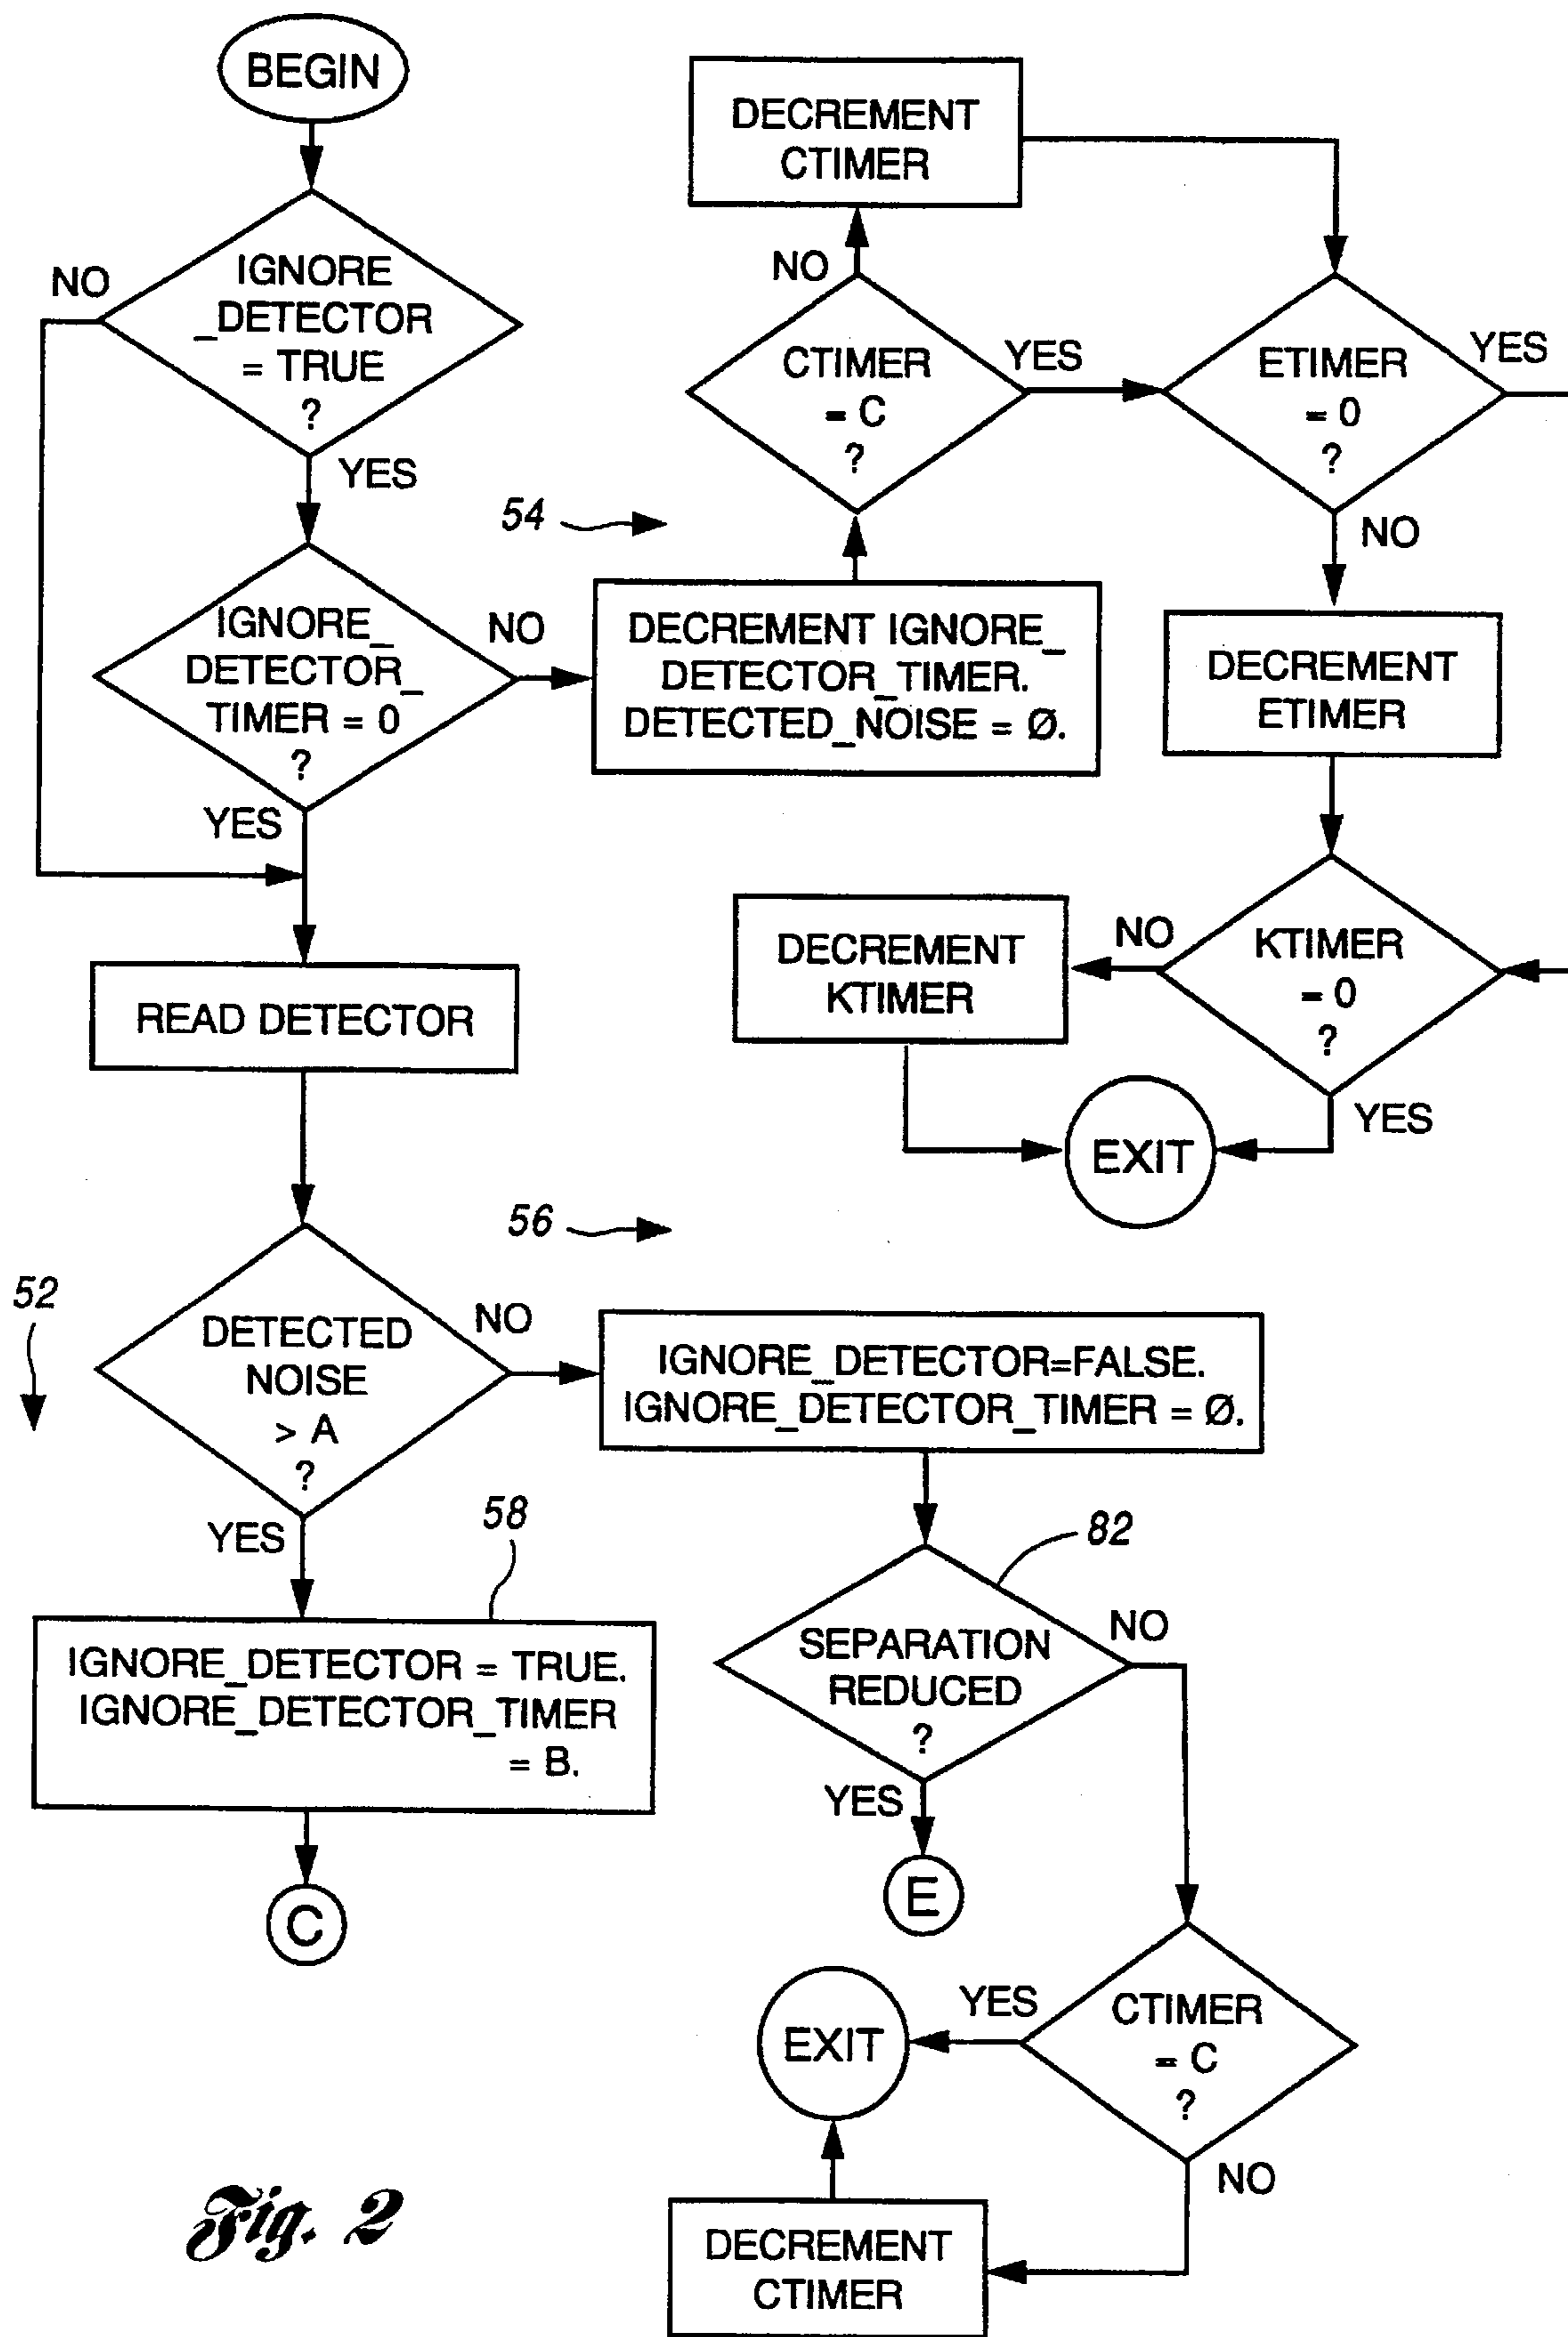 BEGIN
IGNORE
_DETECTOR
= TRUE
?
NO
YES
IGNORE_
DETECTOR_
TIMER = 0
?
NO
YES
READ DETECTOR
52
DETECTED
NOISE
> A
?
NO
YES
58
IGNORE_DETECTOR = TRUE.
IGNORE_DETECTOR_TIMER
= B.
C
54
DECREMENT IGNORE_
DETECTOR_TIMER.
DETECTED_NOISE = Ø.
CTIMER
= C
?
NO
YES
DECREMENT
CTIMER
ETIMER
= 0
?
YES
NO
DECREMENT
ETIMER
KTIMER
= 0
?
NO
YES
DECREMENT
KTIMER
EXIT
56
IGNORE_DETECTOR=FALSE.
IGNORE_DETECTOR_TIMER = Ø.
82
SEPARATION
REDUCED
?
NO
YES
E
CTIMER
= C
?
YES
NO
EXIT
DECREMENT
CTIMER
Fig. 2